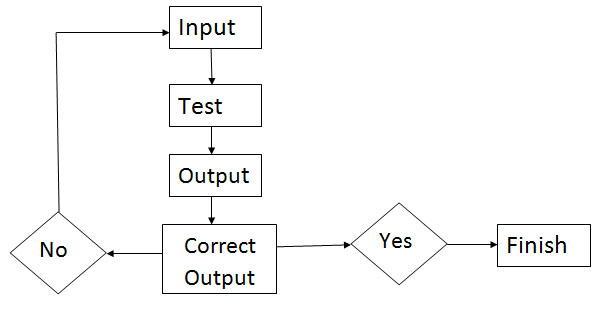 Input
Test
Output
Correct
Output
No
Yes
Finish